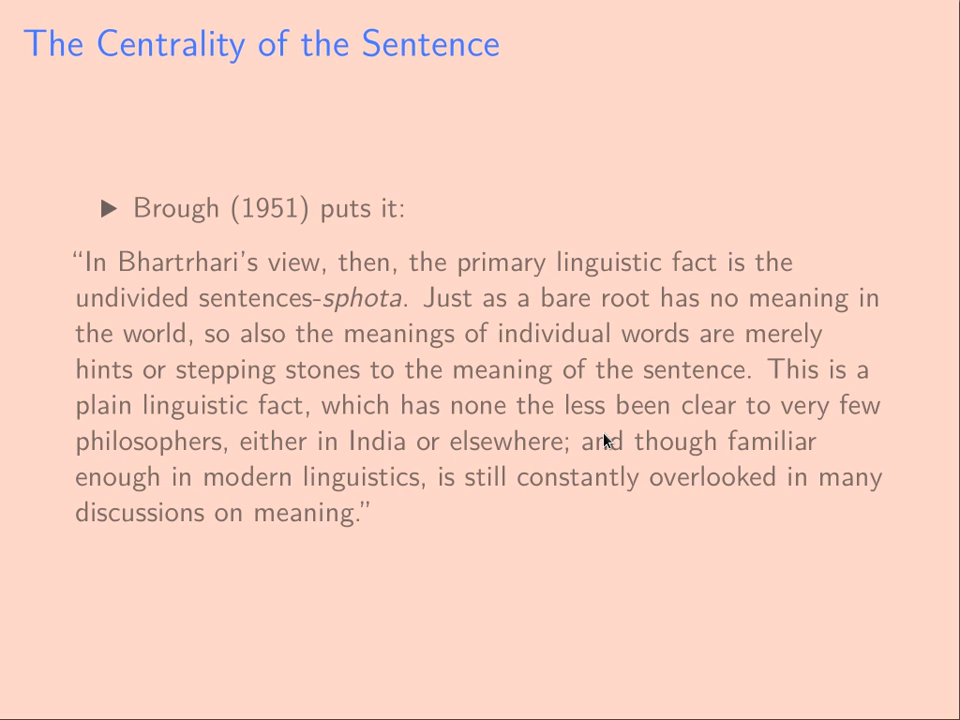 The Centrality of the Sentence
▶ Brough (1951) puts it:
“In Bhartrhari’s view, then, the primary linguistic fact is the
undivided sentences-sphota. Just as a bare root has no meaning in
the world, so also the meanings of individual words are merely
hints or stepping stones to the meaning of the sentence. This is a
plain linguistic fact, which has none the less been clear to very few
philosophers, either in India or elsewhere; and though familiar
enough in modern linguistics, is still constantly overlooked in many
discussions on meaning.”